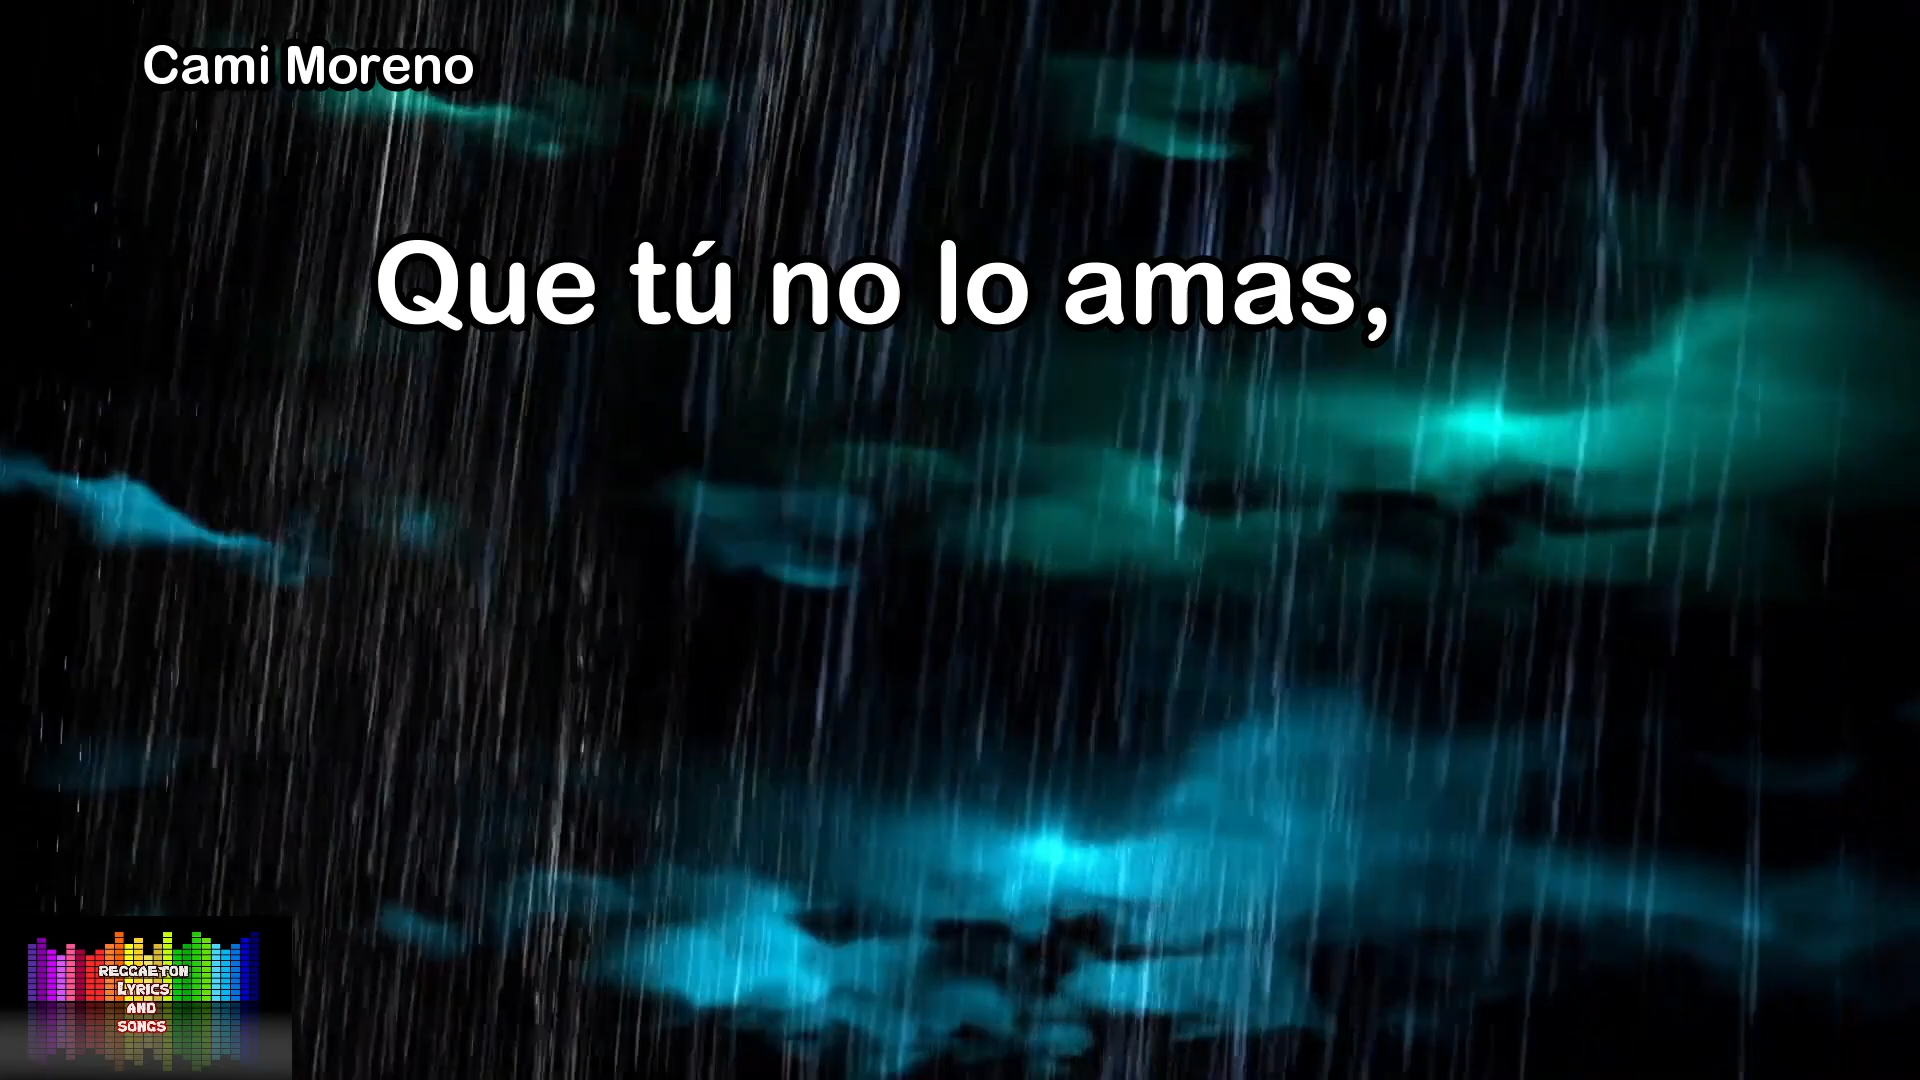 Cami Moreno
Que tú no lo amas,
REGGAETON
LYRICS
AND
SONGS